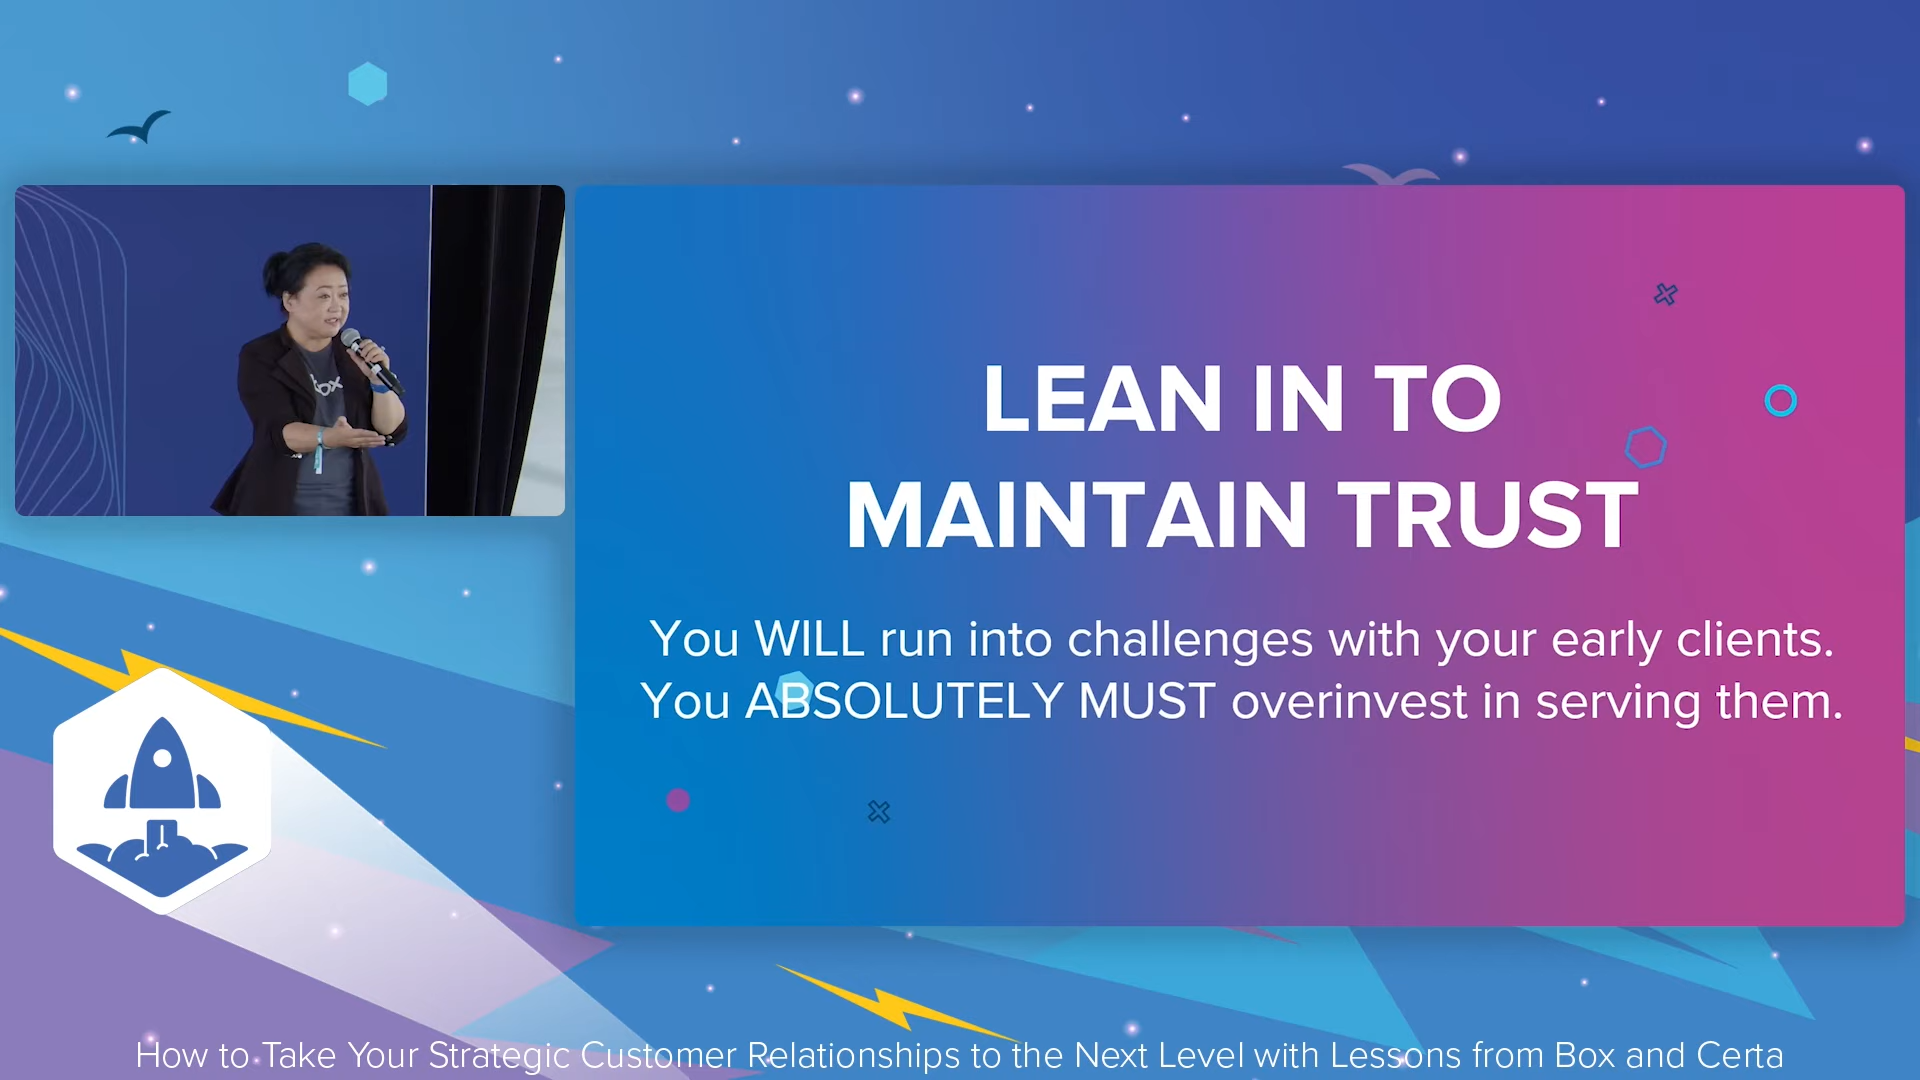 box
LEAN IN TO
MAINTAIN TRUST
You WILL run into challenges with your early clients.
You ABSOLUTELY MUST overinvest in serving them.
How to Take Your Strategic Customer Relationships to the Next Level with Lessons from Box and Certa